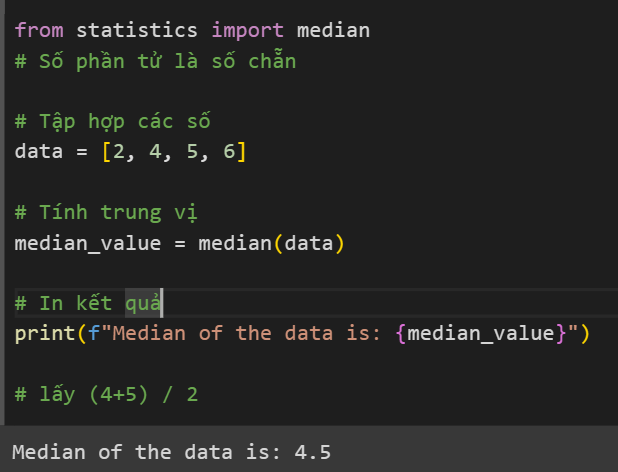 from statistics import median
# Số phần tử là số chẵn
# Tập hợp các số
data = [2, 4, 5, 6]
# Tính trung vị
median_value = median(data)
# In kết quả
print(f"Median of the data is: {median_value}")
# lấy (4+5) / 2
Median of the data is: 4.5